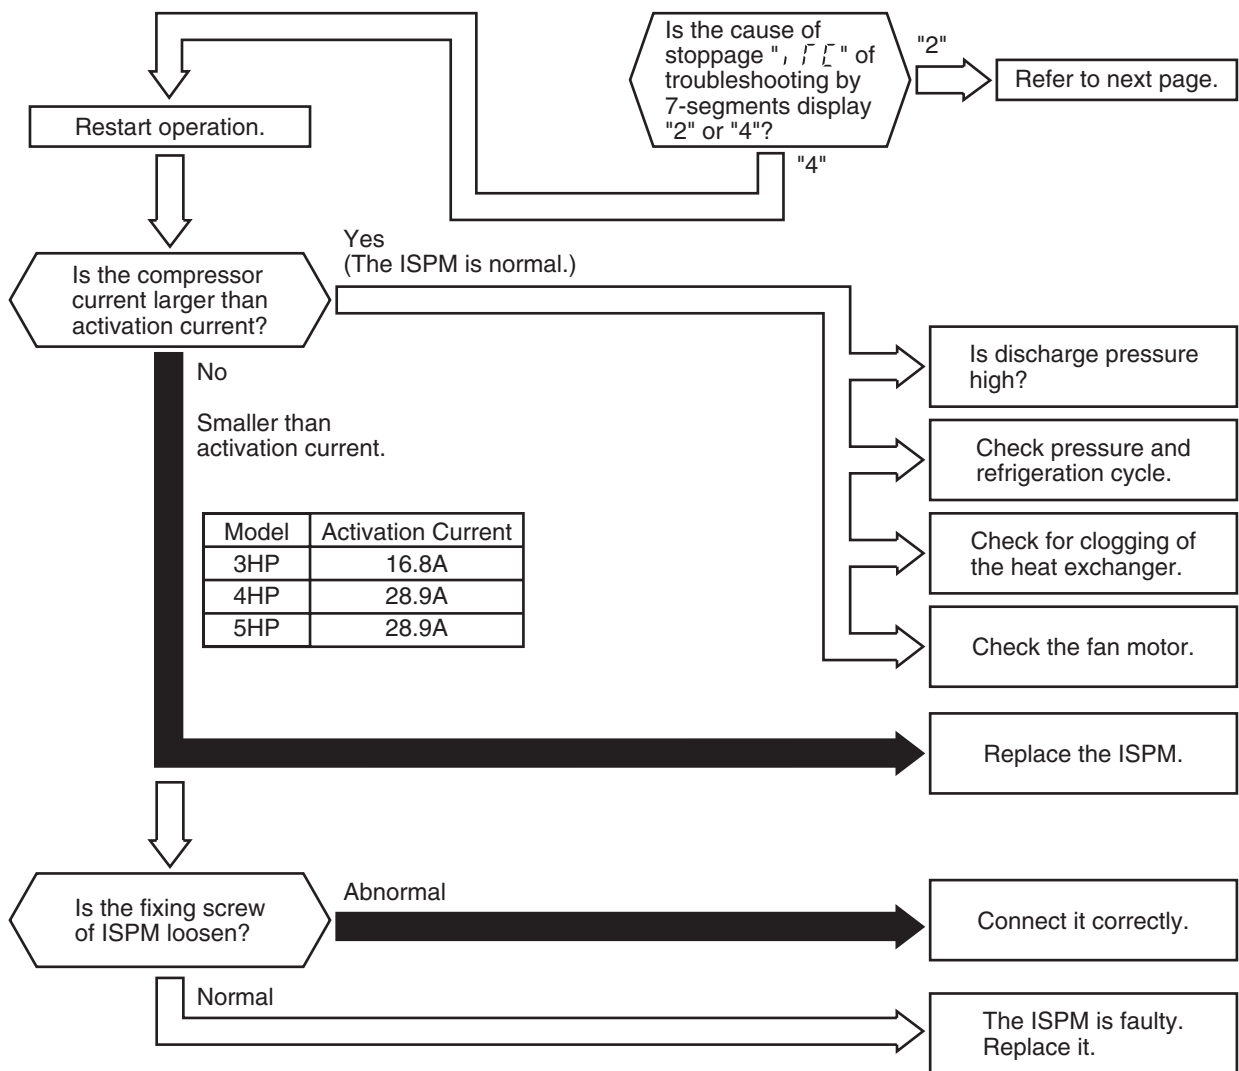 Is the cause of
stoppage "iTC" of
troubleshooting by
7-segments display
"2" or "4"?
"2"
Refer to next page.
"4"
Restart operation.
Is the compressor
current larger than
activation current?
Yes
(The ISPM is normal.)
Is discharge pressure
high?
Check pressure and
refrigeration cycle.
Check for clogging of
the heat exchanger.
Check the fan motor.
No
Smaller than
activation current.
Model Activation Current
3HP 16.8A
4HP 28.9A
5HP 28.9A
Replace the ISPM.
Is the fixing screw
of ISPM loosen?
Abnormal
Connect it correctly.
Normal
The ISPM is faulty.
Replace it.